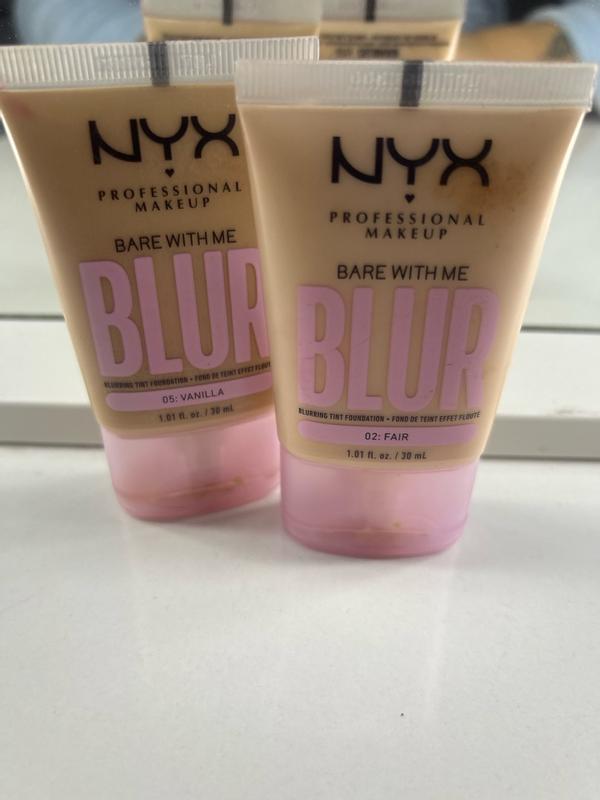 NYX
PROFESSIONAL
MAKEUP
BARE WITH ME
BLUR
BLURRING TINT FOUNDATION • FOND DE TEINT EFFET FLOUTÉ
05: VANILLA
1.01 fl. oz. / 30 mL
NYX
PROFESSIONAL
MAKEUP
BARE WITH ME
BLUR
BLURRING TINT FOUNDATION • FOND DE TEINT EFFET FLOUTÉ
02: FAIR
1.01 fl. oz. / 30 mL